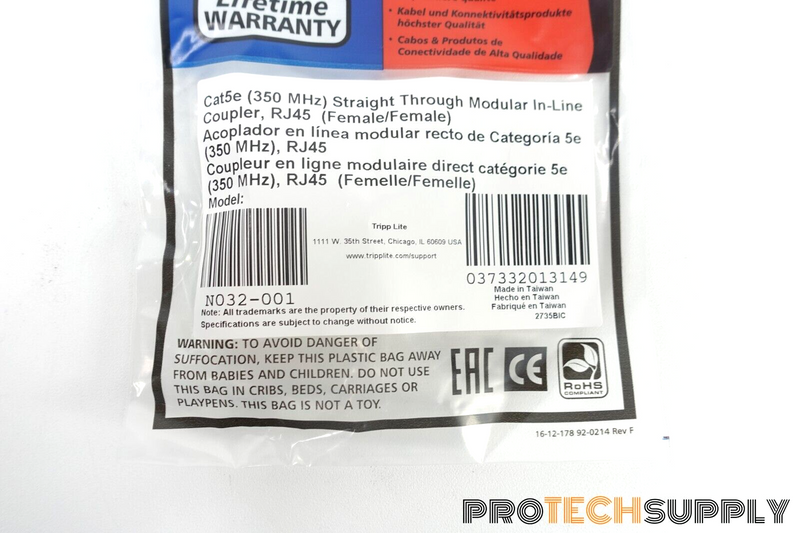 Lifetime
WARRANTY
• Kabel und Konnektivitätsprodukte
höchster Qualität
• Cabos & Produtos de
Conectividade de Alta Qualidade
Cat5e (350 MHz) Straight Through Modular In-Line
Coupler, RJ45 (Female/Female)
Acoplador en línea modular recto de Categoría 5e
(350 MHz), RJ45
Coupleur en ligne modulaire direct catégorie 5e
(350 MHz), RJ45 (Femelle/Femelle)
Model:
N032-001
Tripp Lite
1111 W. 35th Street, Chicago, IL 60609 USA
www.tripplite.com/support
037332013149
Made in Taiwan
Hecho en Taiwan
Fabriqué en Taiwan
2735BIC
Note: All trademarks are the property of their respective owners.
Specifications are subject to change without notice.
WARNING: TO AVOID DANGER OF
SUFFOCATION, KEEP THIS PLASTIC BAG AWAY
FROM BABIES AND CHILDREN. DO NOT USE
THIS BAG IN CRIBS, BEDS, CARRIAGES OR
PLAYPENS. THIS BAG IS NOT A TOY.
EAC CE
RoHS
COMPLIANT
16-12-178 92-0214 Rev F
PROTECHSUPPLY